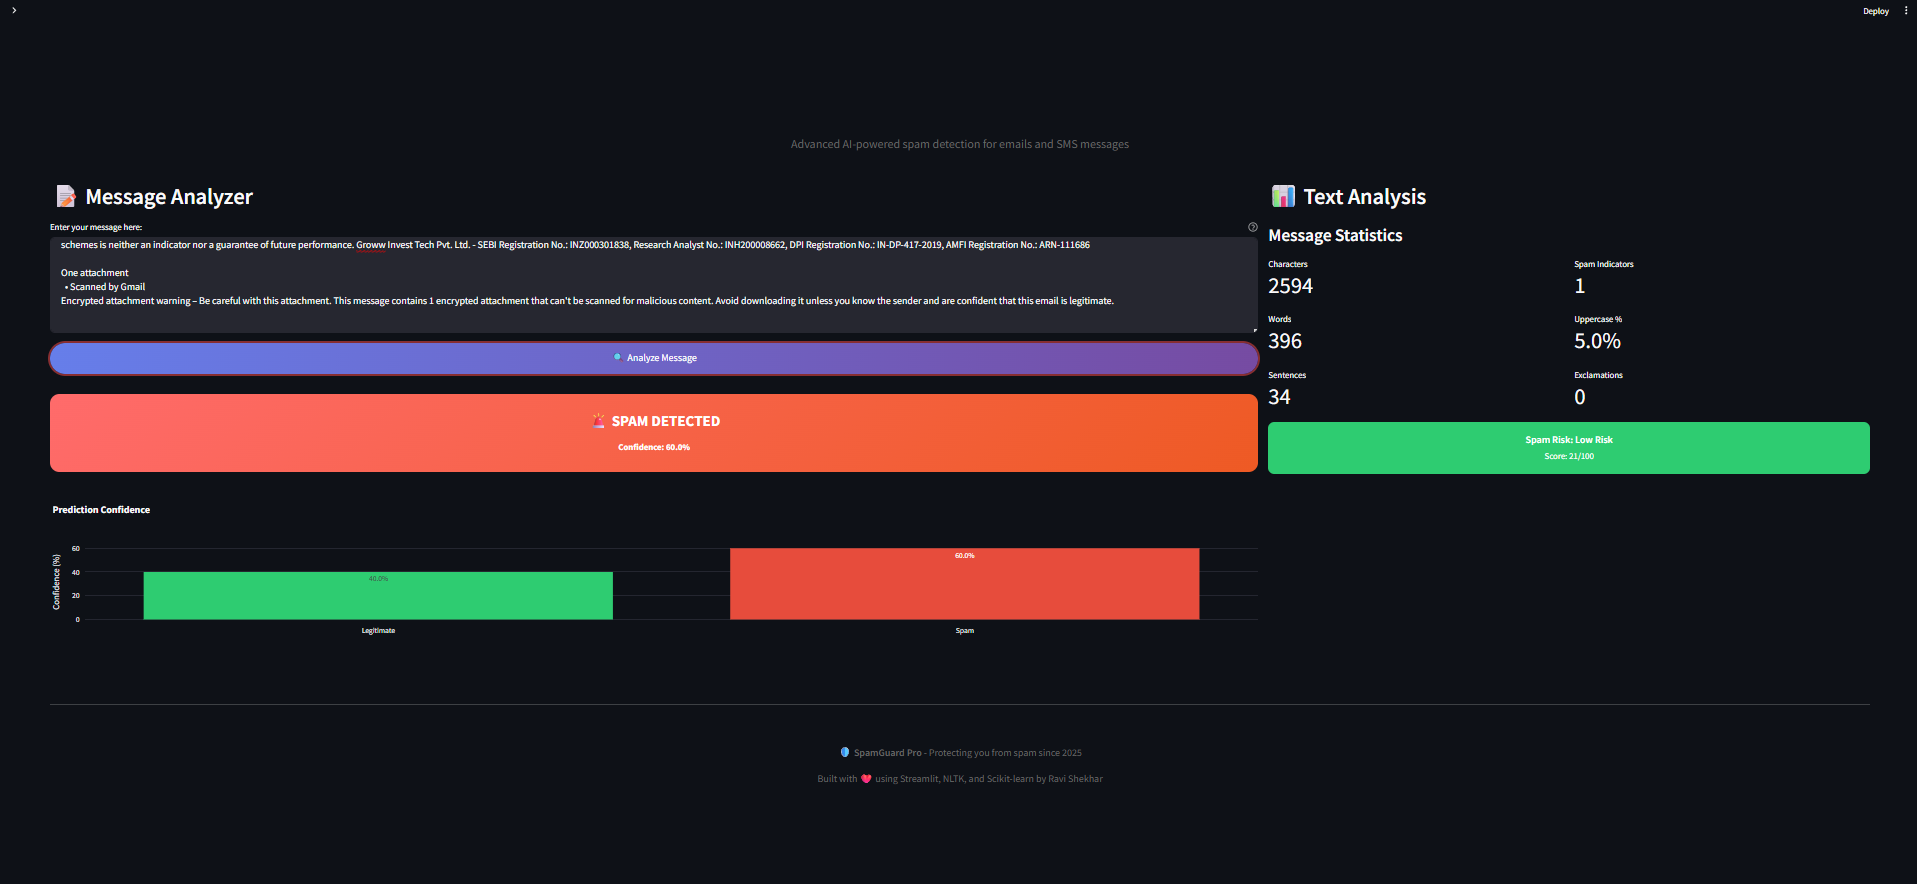 Deploy
Advanced AI-powered spam detection for emails and SMS messages
Message Analyzer
Enter your message here:
schemes is neither an indicator nor a guarantee of future performance. Groww Invest Tech Pvt. Ltd. - SEBI Registration No.: INZ000301838, Research Analyst No.: INH200008662, DPI Registration No.: IN-DP-417-2019, AMFI Registration No.: ARN-111686
One attachment
• Scanned by Gmail
Encrypted attachment warning – Be careful with this attachment. This message contains 1 encrypted attachment that can't be scanned for malicious content. Avoid downloading it unless you know the sender and are confident that this email is legitimate.
Analyze Message
SPAM DETECTED
Confidence: 60.0%
Prediction Confidence
Confidence (%)
60
40
20
0
40.0%
60.0%
Legitimate
Spam
Text Analysis
Message Statistics
Characters
2594
Spam Indicators
1
Words
396
Uppercase %
5.0%
Sentences
34
Exclamations
0
Spam Risk: Low Risk
Score: 21/100
SpamGuard Pro - Protecting you from spam since 2025
Built with ❤️ using Streamlit, NLTK, and Scikit-learn by Ravi Shekhar